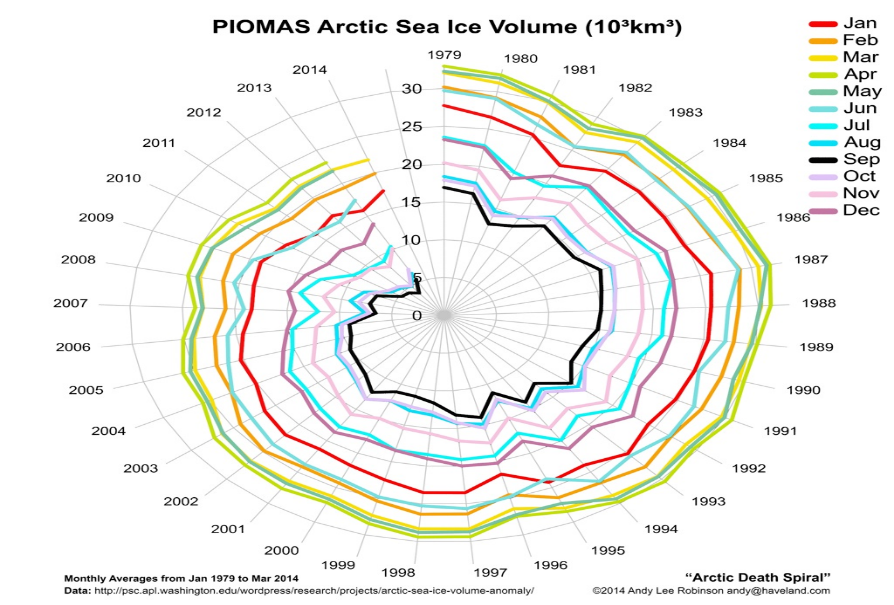 PIOMAS Arctic Sea Ice Volume (10³km³)
Jan
Feb
Mar
Apr
May
Jun
Jul
Aug
Sep
Oct
Nov
Dec
1979
1980
1981
1982
1983
1984
1985
1986
1987
1988
1989
1990
1991
1992
1993
1994
1995
1996
1997
1998
1999
2000
2001
2002
2003
2004
2005
2006
2007
2008
2009
2010
2011
2012
2013
2014
30
25
20
15
10
5
0
Monthly Averages from Jan 1979 to Mar 2014
Data: http://psc.apl.washington.edu/wordpress/research/projects/arctic-sea-ice-volume-anomaly/
“Arctic Death Spiral”
©2014 Andy Lee Robinson andy@haveland.com